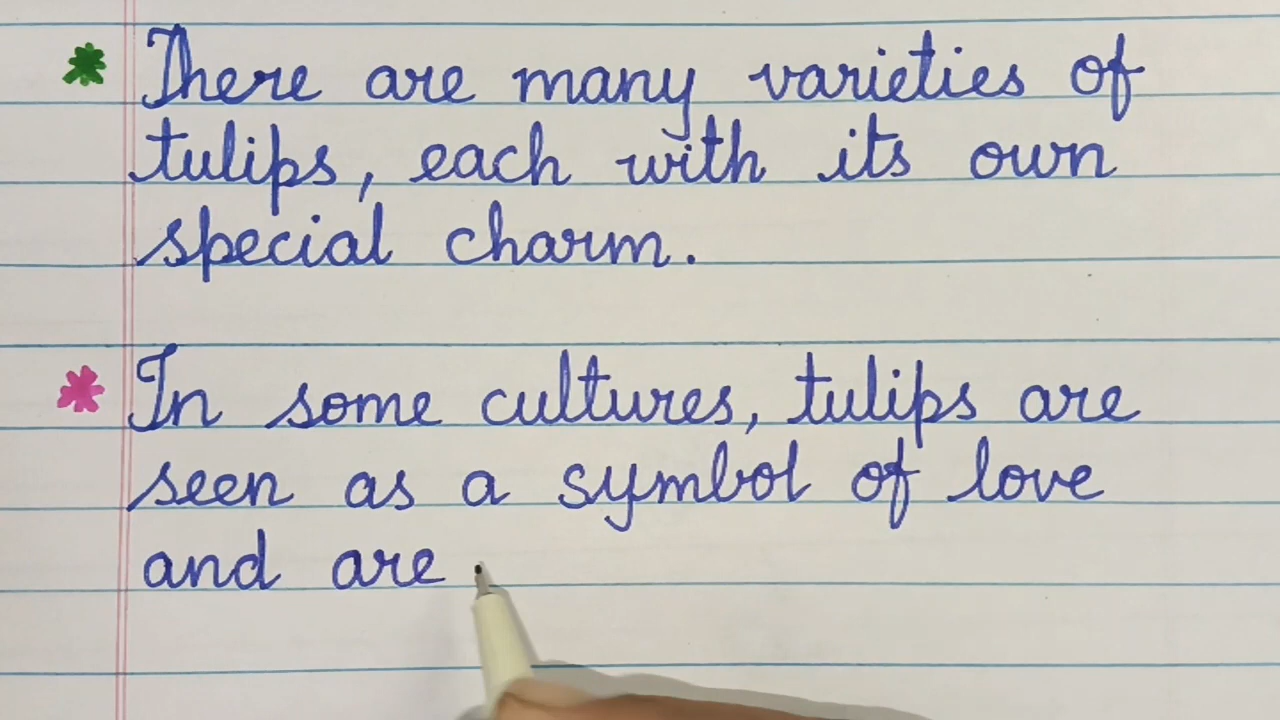 There are many varieties of
tulips, each with its own
special charm.
In some cultures, tulips are
seen as a symbol of love
and are